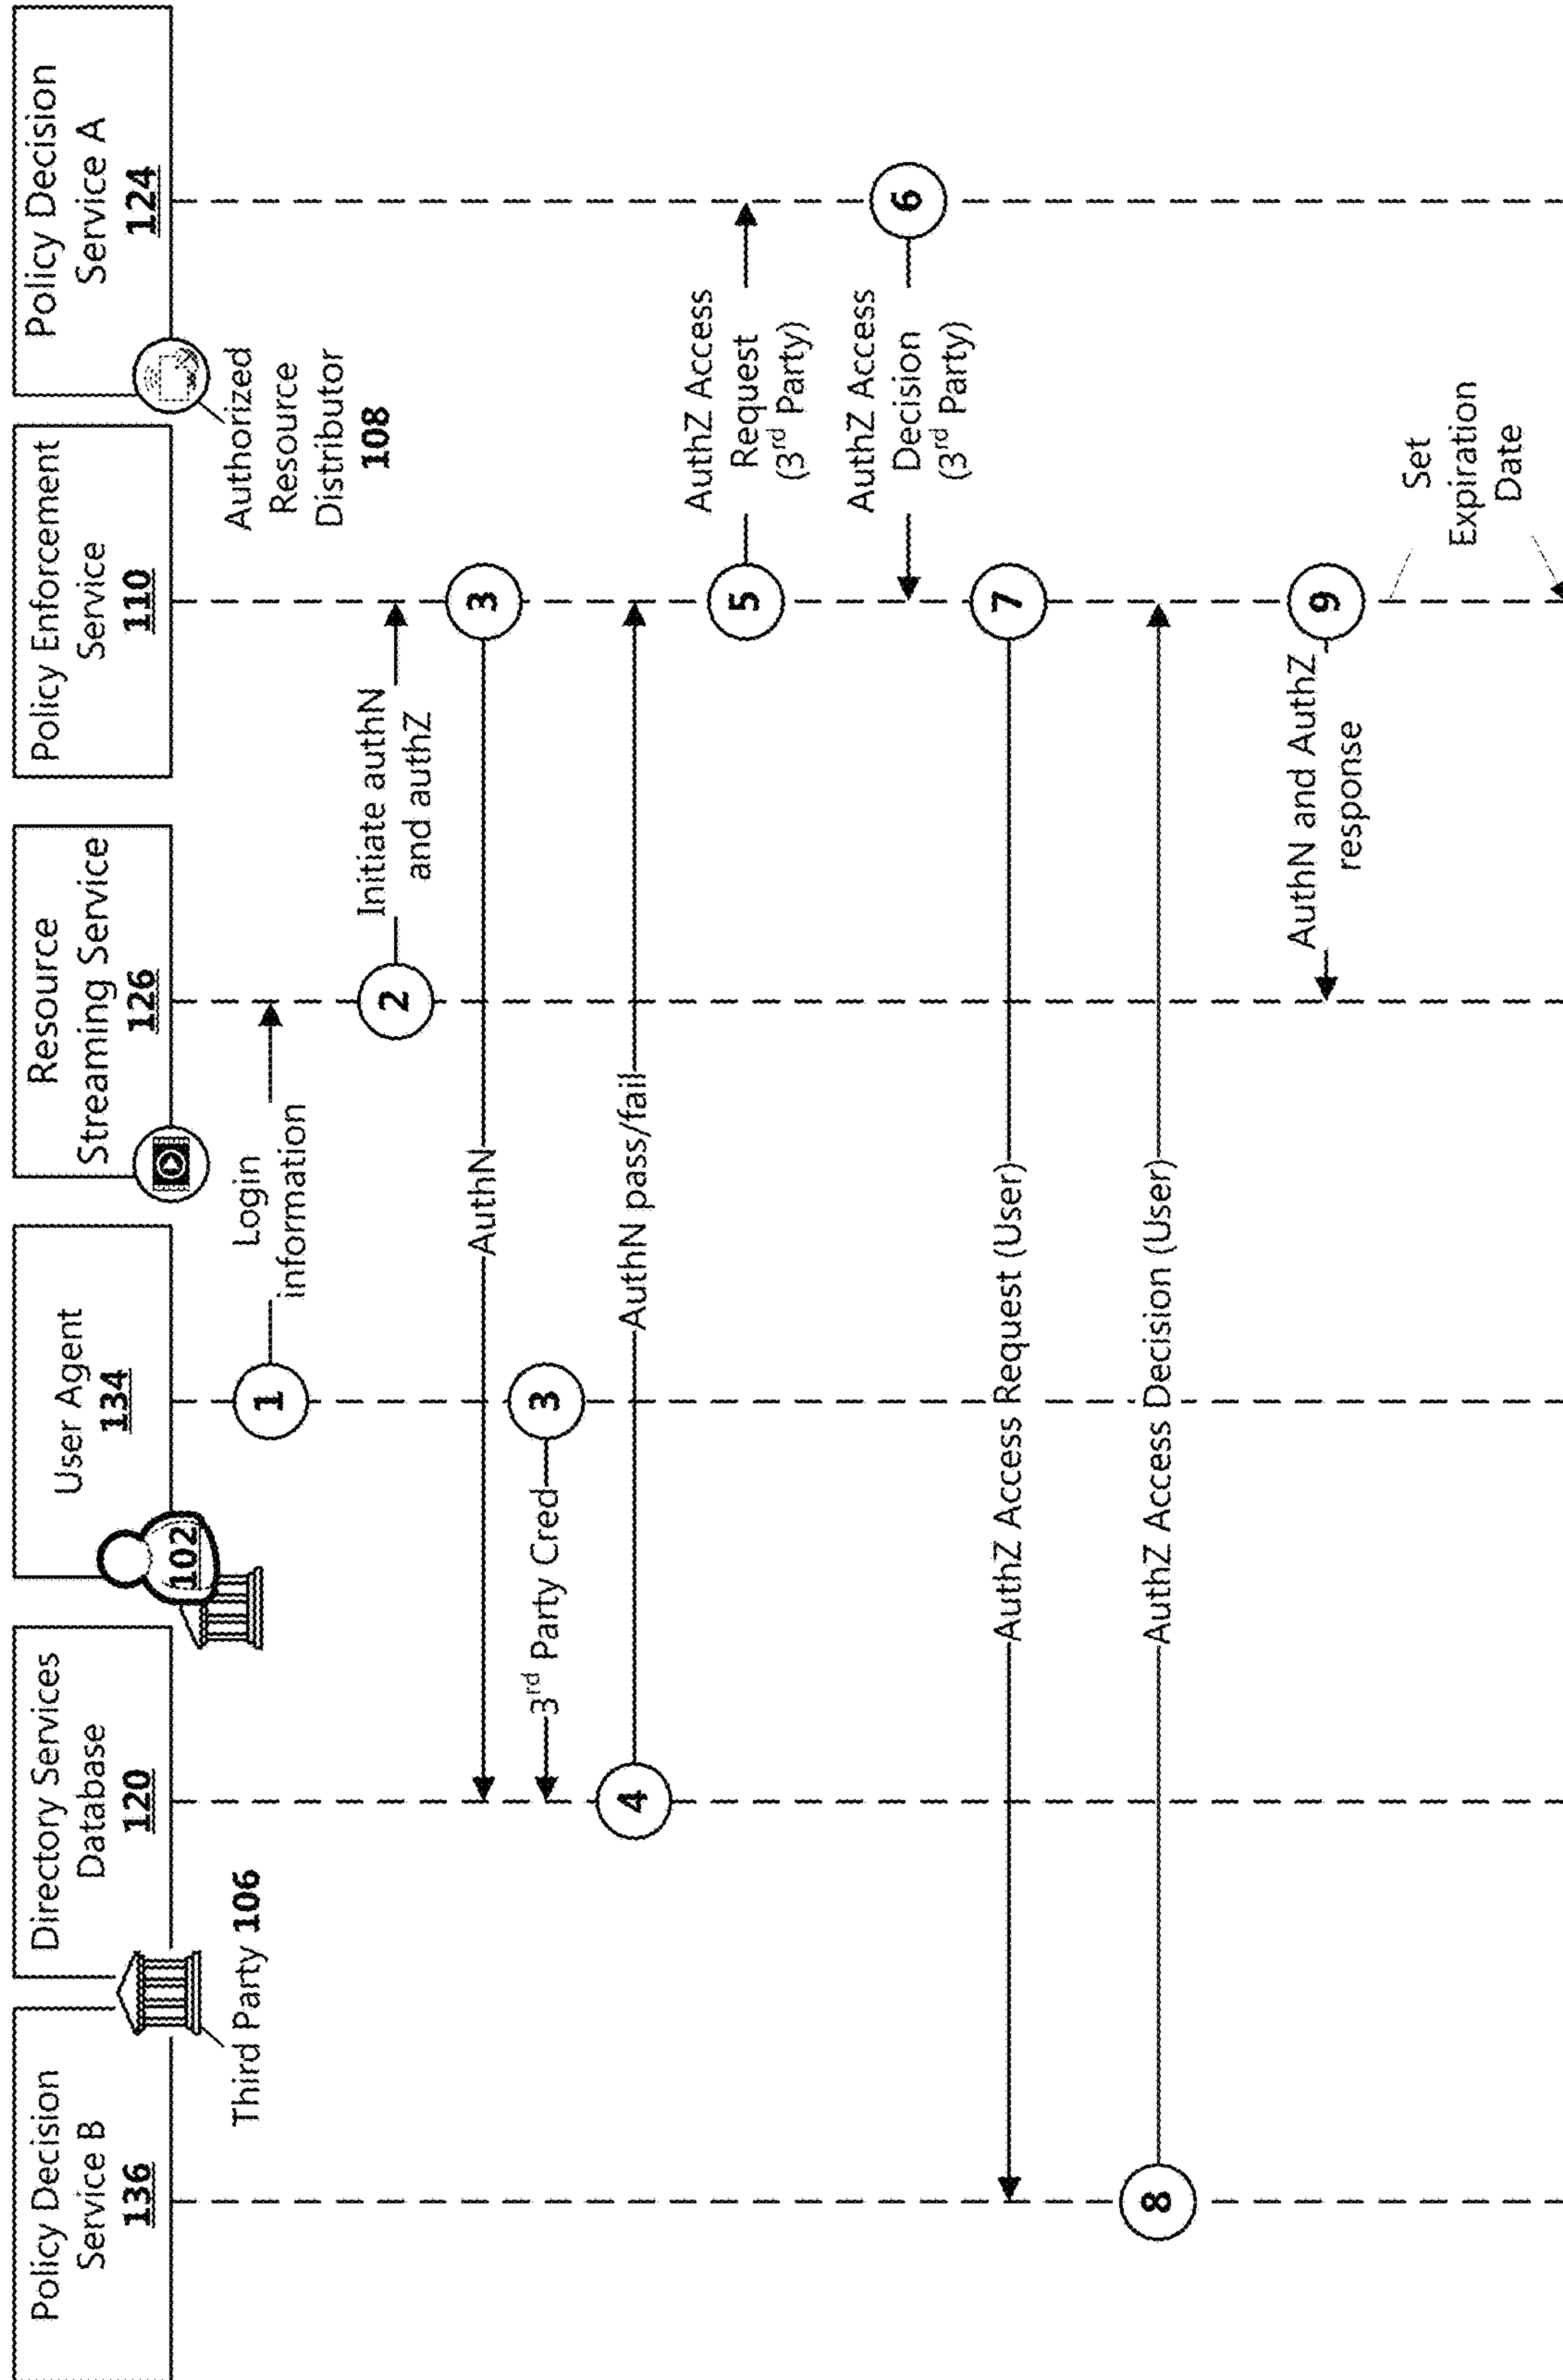 Policy Decision
Service B
136
Directory Services
Database
120
User Agent
134
Resource
Streaming Service
126
Policy Enforcement
Service
110
Policy Decision
Service A
124
Third Party 106
102
Authorized
Resource
Distributor
108
1
Login
information
2
Initiate authN
and authZ
3
AuthN
3
3rd Party Cred
4
AuthN pass/fail
5
AuthZ Access
Request
(3rd Party)
6
AuthZ Access
Decision
(3rd Party)
7
AuthZ Access Request (User)
8
AuthZ Access Decision (User)
9
AuthN and AuthZ
response
Set
Expiration
Date